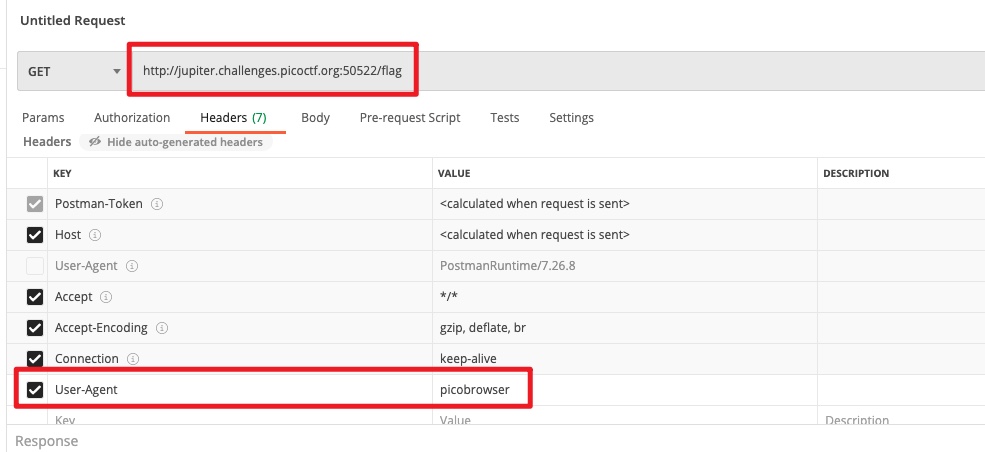 Untitled Request
GET http://jupiter.challenges.picoctf.org:50522/flag
Params Authorization Headers (7) Body Pre-request Script Tests Settings
Headers Hide auto-generated headers
KEY VALUE DESCRIPTION
Postman-Token <calculated when request is sent>
Host <calculated when request is sent>
User-Agent PostmanRuntime/7.26.8
Accept */*
Accept-Encoding gzip, deflate, br
Connection keep-alive
User-Agent picobrowser
Key Value Description
Response